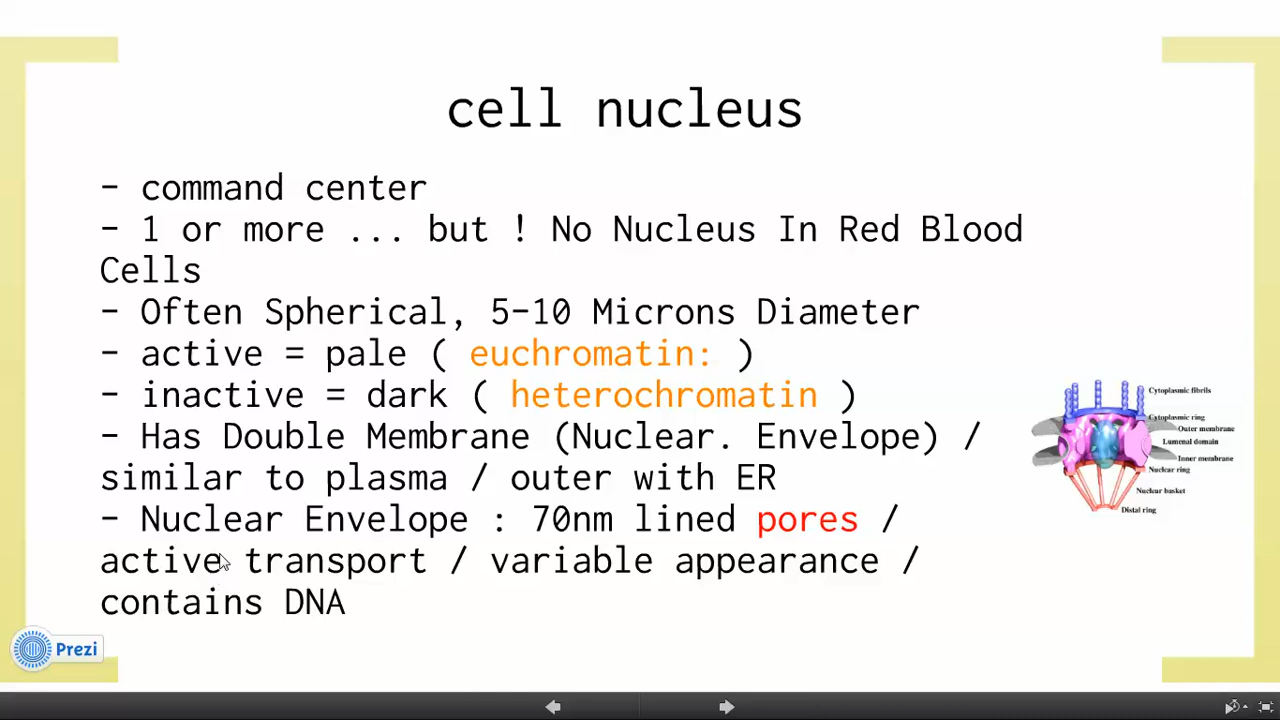 cell nucleus
- command center
- 1 or more ... but ! No Nucleus In Red Blood
Cells
- Often Spherical, 5-10 Microns Diameter
- active = pale ( euchromatin: )
- inactive = dark ( heterochromatin )
- Has Double Membrane (Nuclear. Envelope) /
similar to plasma / outer with ER
- Nuclear Envelope : 70nm lined pores /
active transport / variable appearance /
contains DNA
Cytoplasmic fibrils
Cytoplasmic ring
Outer membrane
Lumenal domain
Inner membrane
Nuclear ring
Nuclear basket
Distal ring
Prezi